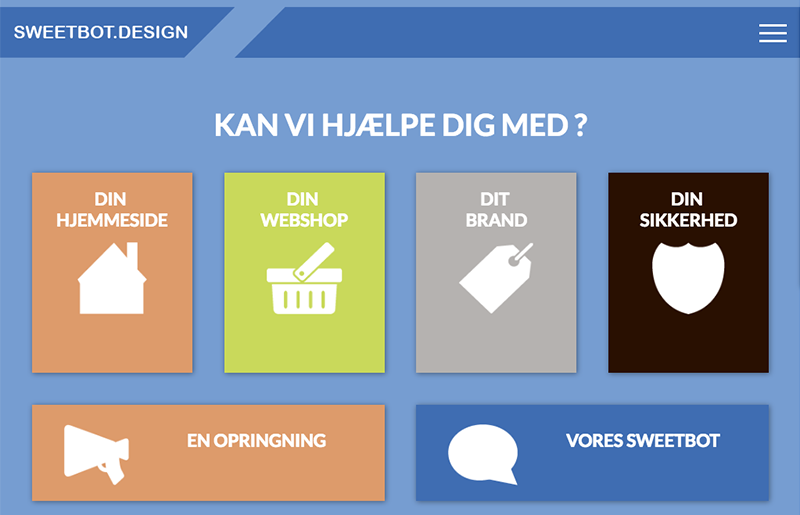 SWEETBOT.DESIGN
KAN VI HJÆLPE DIG MED ?
DIN
HJEMMESIDE
DIN
WEBSHOP
DIT
BRAND
DIN
SIKKERHED
EN OPRINGNING
VORES SWEETBOT